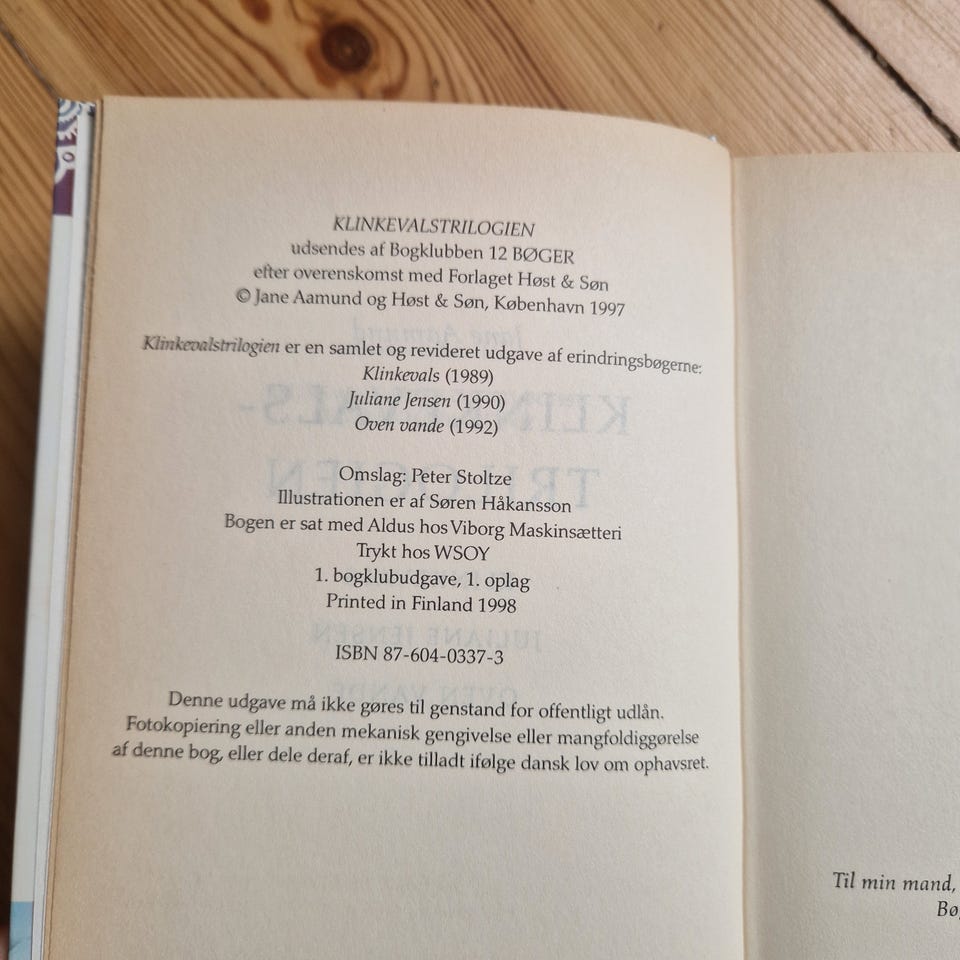 KLINKEVALSTRILOGIEN
udsendes af Bogklubben 12 BØGER
efter overenskomst med Forlaget Høst & Søn
© Jane Aamund og Høst & Søn, København 1997
Klinkevalstrilogien er en samlet og revideret udgave af erindringsbøgerne:
Klinkevals (1989)
Juliane Jensen (1990)
Oven vande (1992)
Omslag: Peter Stoltze
Illustrationen er af Søren Håkansson
Bogen er sat med Aldus hos Viborg Maskinsætteri
Trykt hos WSOY
1. bogklubudgave, 1. oplag
Printed in Finland 1998
ISBN 87-604-0337-3
Denne udgave må ikke gøres til genstand for offentligt udlån.
Fotokopiering eller anden mekanisk gengivelse eller mangfoldiggørelse
af denne bog, eller dele deraf, er ikke tilladt ifølge dansk lov om ophavsret.
Til min mand,